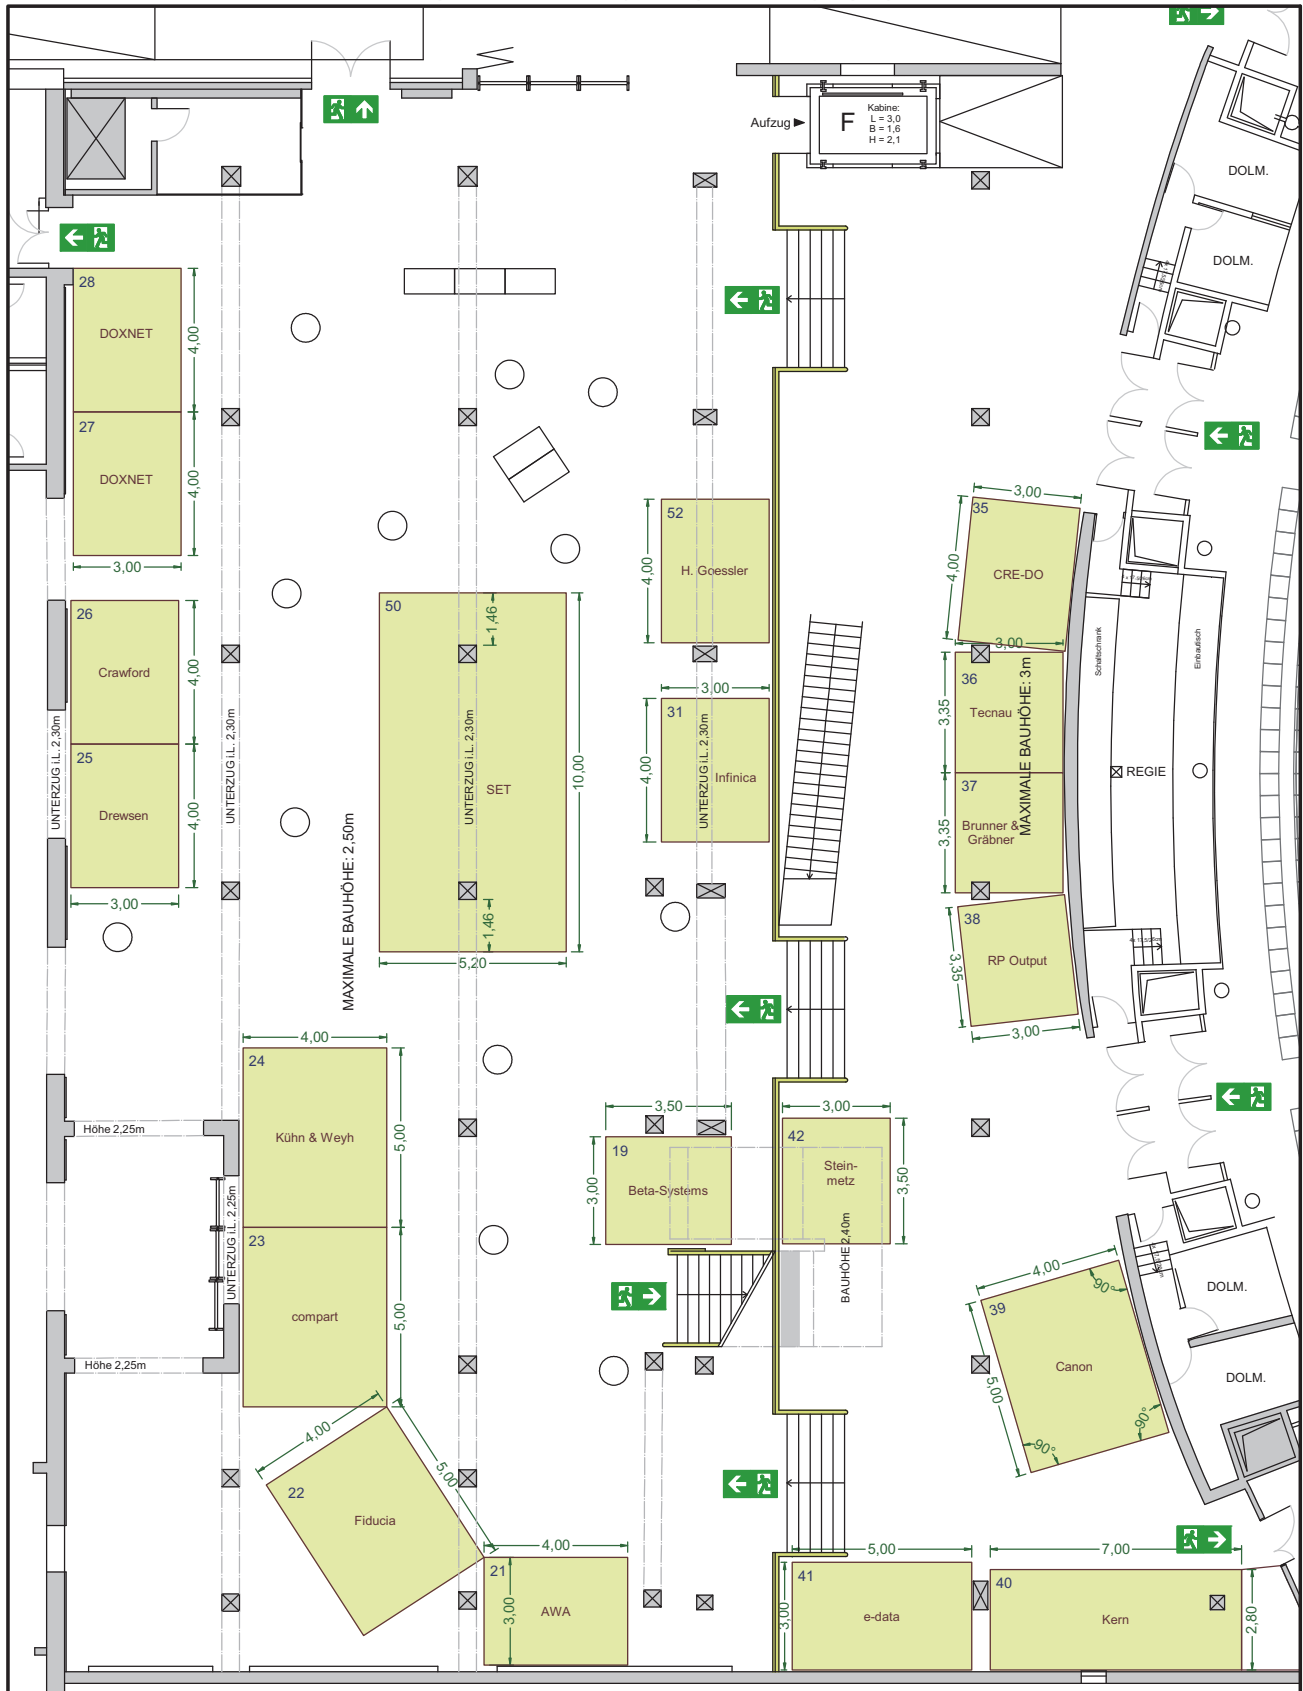 Aufzug
F
Kabine:
L = 3,0
B = 1,6
H = 2,1
DOLM.
DOLM.
28
DOXNET
4,00
27
DOXNET
4,00
3,00
26
Crawford
4,00
25
Drewsen
4,00
3,00
UNTERZUG i.L. 2,30m
UNTERZUG i.L. 2,30m
MAXIMALE BAUHÖHE: 2,50m
50
1,46
SET
UNTERZUG i.L. 2,30m
10,00
1,46
5,20
52
H. Goessler
4,00
3,00
31
Infinica
4,00
UNTERZUG i.L. 2,30m
3,00
35
CRE-DO
4,00
3,00
36
Tecnau
3,35
MAXIMALE BAUHÖHE: 3m
37
Brunner &
Gräbner
3,35
38
RP Output
3,35
3,00
Schaltschrank
Einbautisch
REGIE
4,00
24
Kühn & Weyh
5,00
23
compart
5,00
Höhe 2,25m
UNTERZUG i.L. 2,25m
Höhe 2,25m
3,50
19
Beta-Systems
3,00
3,00
42
Stein-
metz
3,50
BAUHÖHE 2,40m
4,00
39
Canon
5,00
90°
90°
90°
DOLM.
DOLM.
4,00
22
Fiducia
5,00
4,00
21
AWA
3,00
5,00
41
e-data
3,00
7,00
40
Kern
2,80